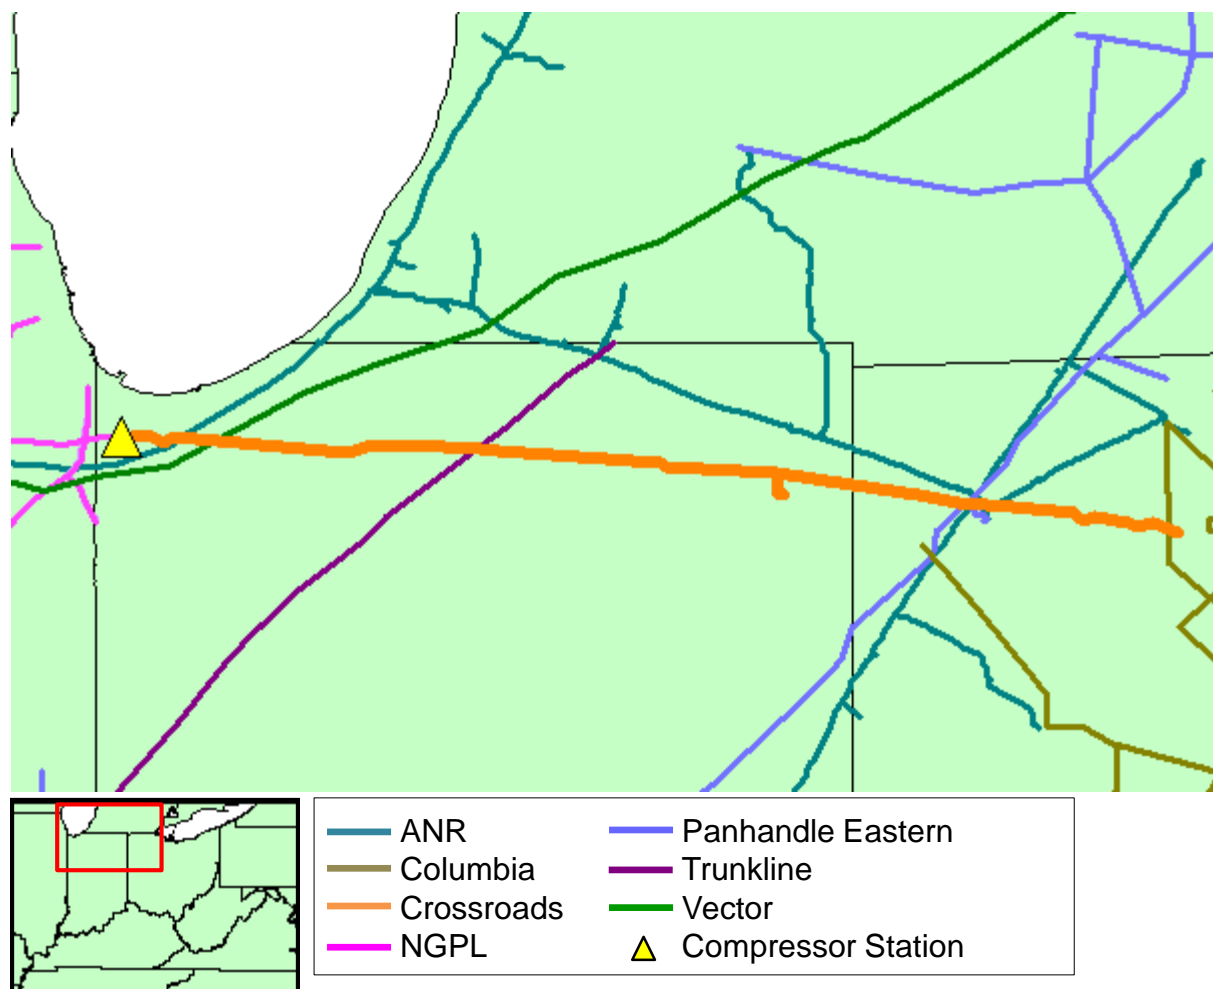 ANR
Panhandle Eastern
Columbia
Trunkline
Crossroads
Vector
NGPL
Compressor Station